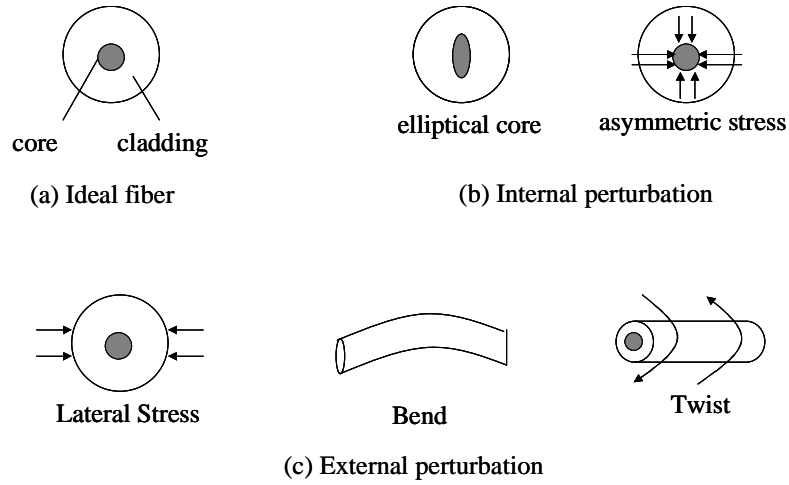 core
cladding
(a) Ideal fiber
elliptical core
asymmetric stress
(b) Internal perturbation
Lateral Stress
Bend
Twist
(c) External perturbation